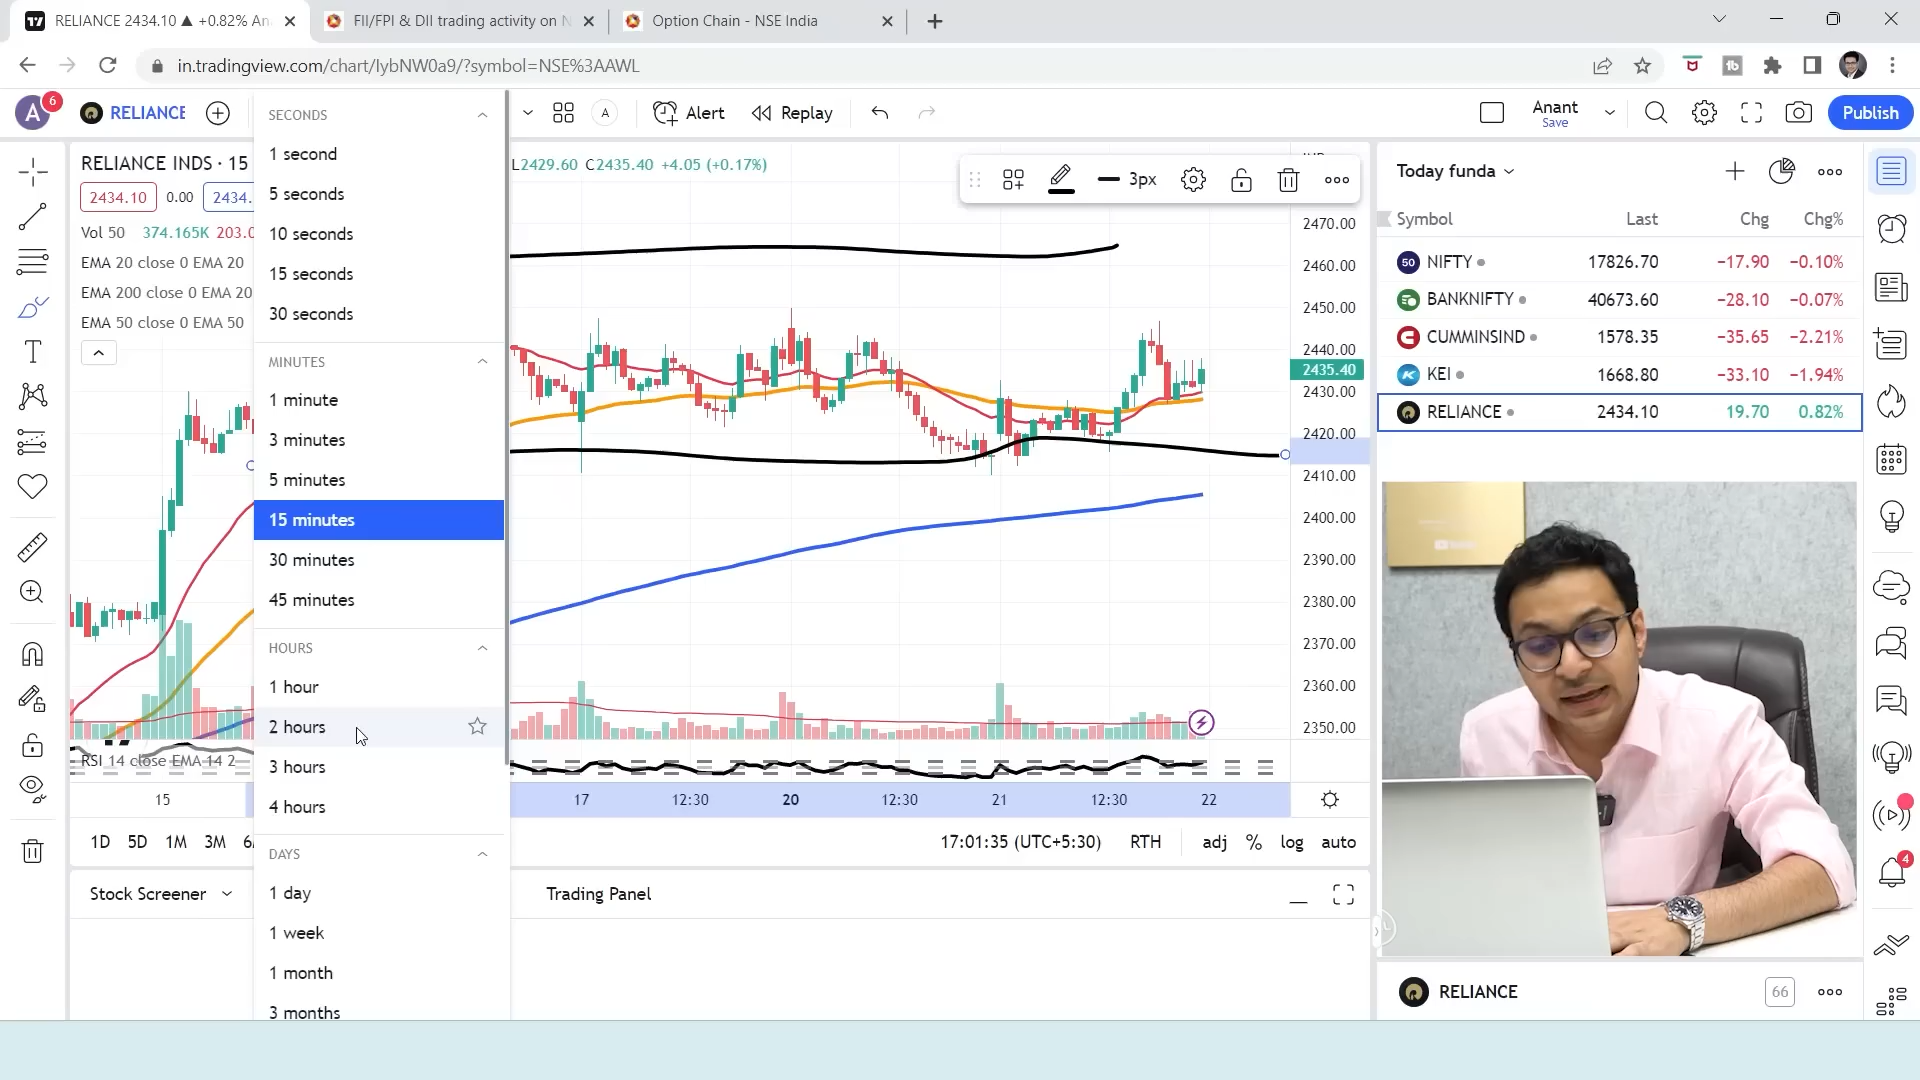 RELIANCE 2434.10 ▲ +0.82% An
FII/FPI & DII trading activity on N
Option Chain - NSE India
in.tradingview.com/chart/IybNW0a9/?symbol=NSE%3AAWL
A 6
RELIANCE
A
Alert
Replay
Anant
Save
Publish
RELIANCE INDS · 15
L2429.60 C2435.40 +4.05 (+0.17%)
2434.10 0.00 2434.
Vol 50 374.165K 203.0
EMA 20 close 0 EMA 20
EMA 200 close 0 EMA 20
EMA 50 close 0 EMA 50
SECONDS
1 second
5 seconds
10 seconds
15 seconds
30 seconds
MINUTES
1 minute
3 minutes
5 minutes
15 minutes
30 minutes
45 minutes
HOURS
1 hour
2 hours
3 hours
4 hours
DAYS
1 day
1 week
1 month
3 months
3px
2470.00
2460.00
2450.00
2440.00
2435.40
2430.00
2420.00
2410.00
2400.00
2390.00
2380.00
2370.00
2360.00
2350.00
RSI 14 close EMA 14 2
15 17 12:30 20 12:30 21 12:30 22
1D 5D 1M 3M 6
17:01:35 (UTC+5:30) RTH adj % log auto
Stock Screener
Trading Panel
Today funda
Symbol Last Chg Chg%
50 NIFTY 17826.70 −17.90 −0.10%
BANKNIFTY 40673.60 −28.10 −0.07%
CUMMINSIND 1578.35 −35.65 −2.21%
KEI 1668.80 −33.10 −1.94%
RELIANCE 2434.10 19.70 0.82%
4
RELIANCE 66